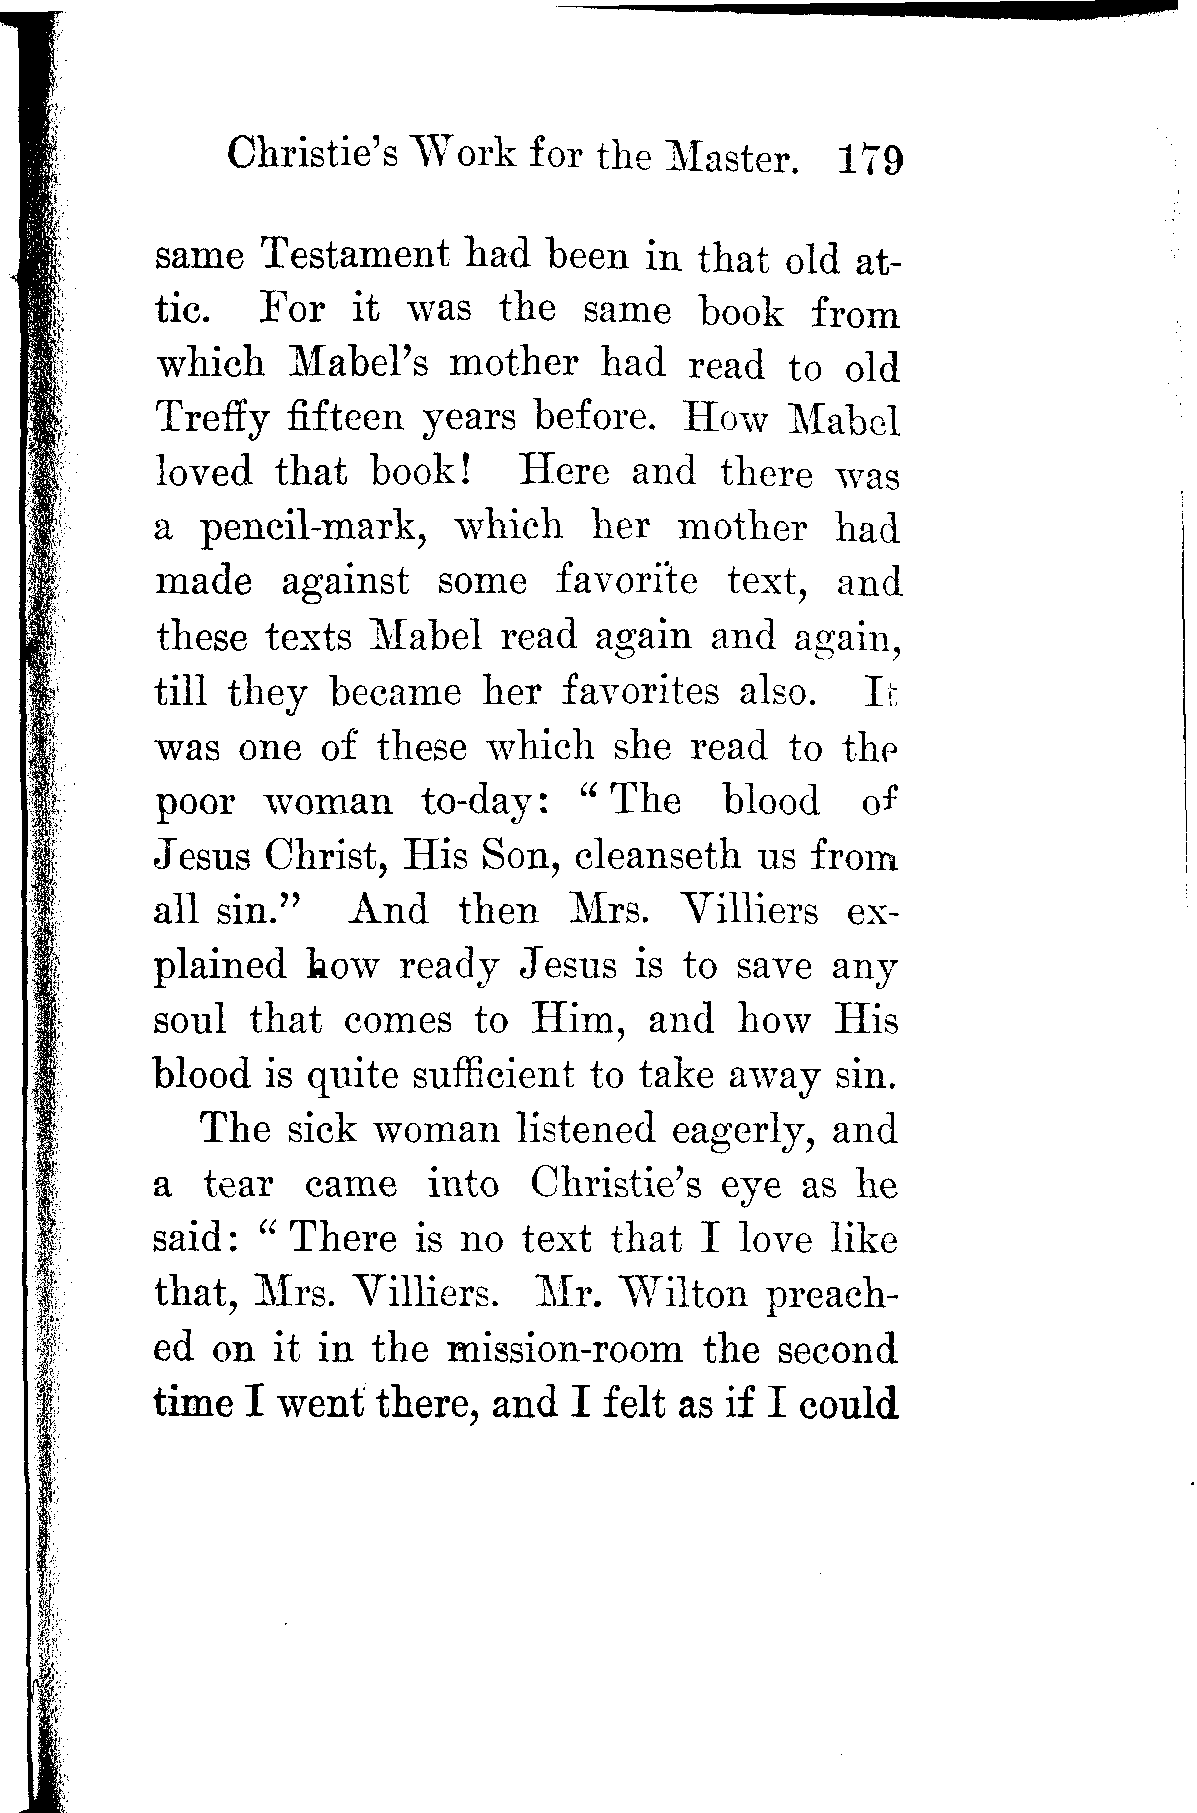 Christie's Work for the Master. 179
same Testament had been in that old at-
tic. For it was the same book from
which Mabel's mother had read to old
Treffy fifteen years before. How Mabel
loved that book! Here and there was
a pencil-mark, which her mother had
made against some favorite text, and
these texts Mabel read again and again,
till they became her favorites also. It
was one of these which she read to the
poor woman to-day: “ The blood of
Jesus Christ, His Son, cleanseth us from
all sin.” And then Mrs. Villiers ex-
plained how ready Jesus is to save any
soul that comes to Him, and how His
blood is quite sufficient to take away sin.
The sick woman listened eagerly, and
a tear came into Christie's eye as he
said: “ There is no text that I love like
that, Mrs. Villiers. Mr. Wilton preach-
ed on it in the mission-room the second
time I went there, and I felt as if I could